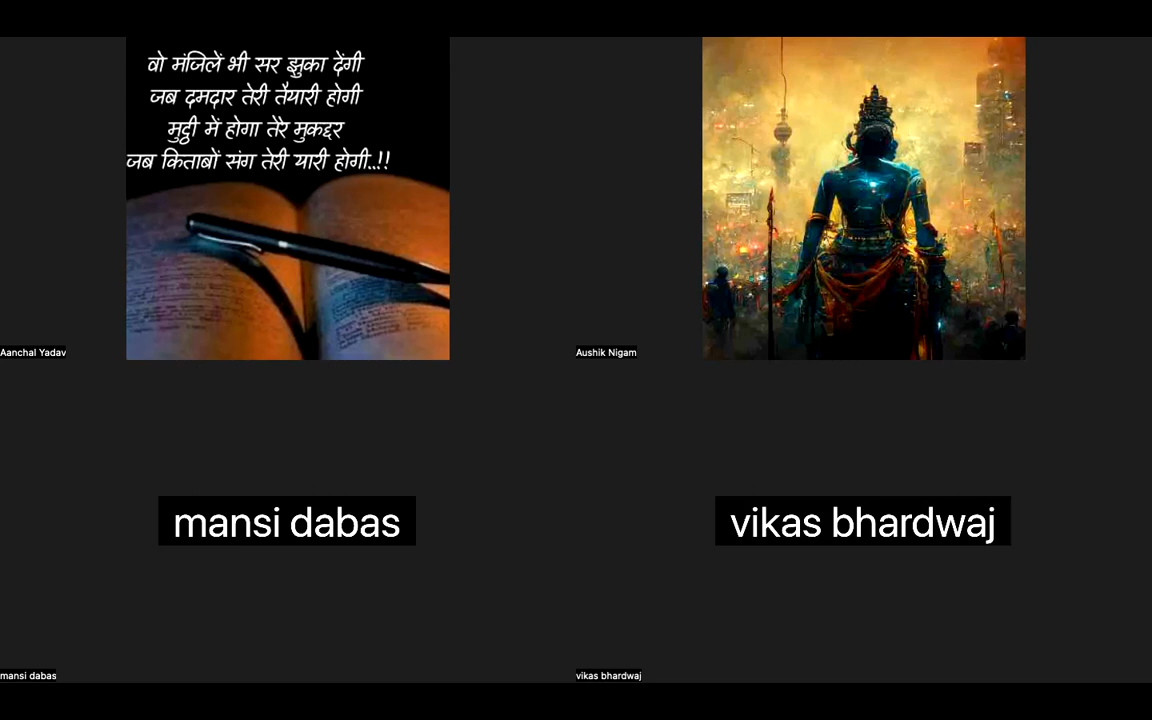 वो मंजिलें भी सर झुका देंगी
जब दमदार तेरी तैयारी होगी
मुट्ठी में होगा तेरे मुकद्दर
जब किताबों संग तेरी यारी होगी..!!
Aanchal Yadav
Aushik Nigam
mansi dabas
vikas bhardwaj
mansi dabas
vikas bhardwaj